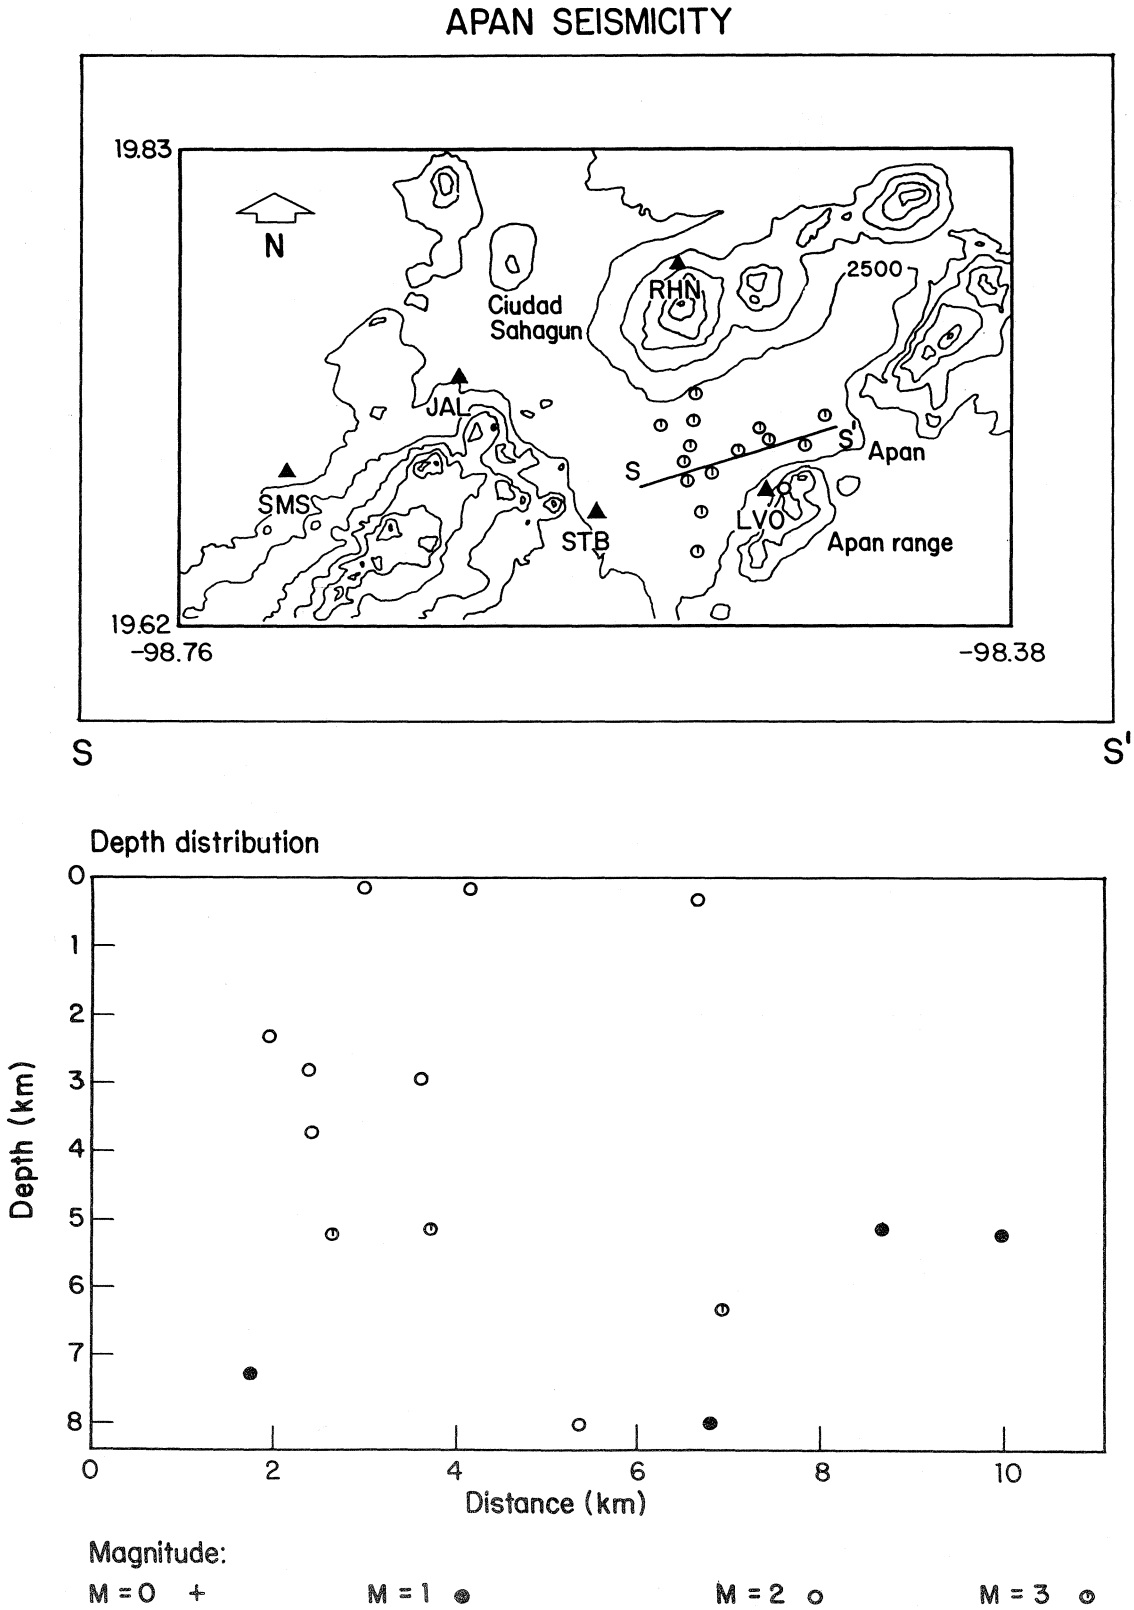 APAN SEISMICITY
19.83
N
RHN
2500
Ciudad
Sahagun
JAL
S'
Apan
S
SMS
LVO
STB
Apan range
19.62
-98.76
-98.38
S
S'
Depth distribution
0
1
2
3
4
5
6
7
8
Depth (km)
0
2
4
6
8
10
Distance (km)
Magnitude:
M = 0 + M = 1 M = 2 M = 3